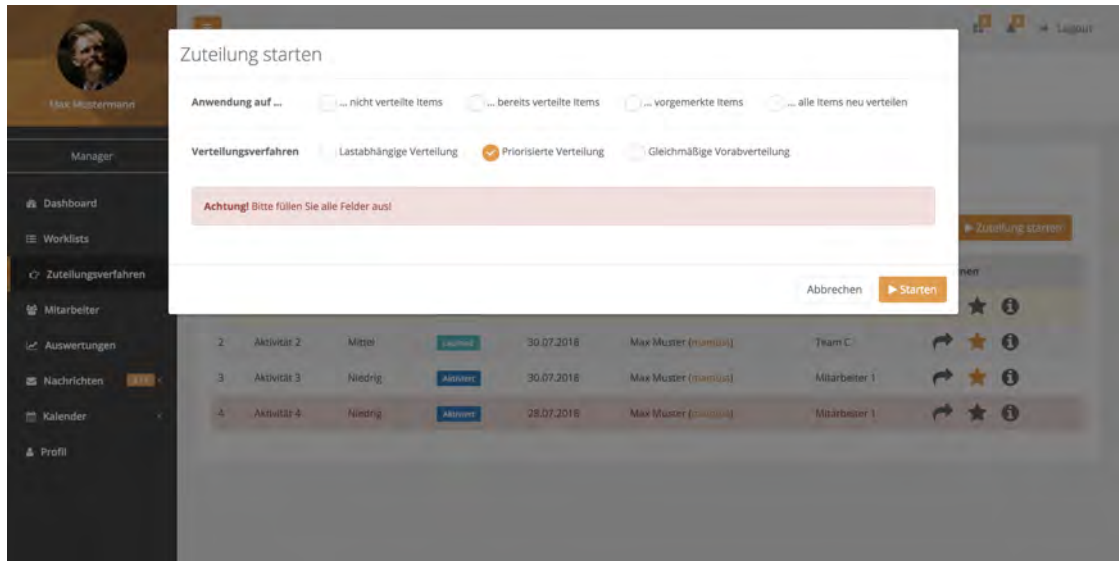 Logout
Max Mustermann
Manager
Dashboard
Worklists
Zuteilungsverfahren
Mitarbeiter
Auswertungen
Nachrichten
Kalender
Profil
Zuteilung starten
Anwendung auf ... ... nicht verteilte Items ... bereits verteilte Items ... vorgemerkte Items ... alle Items neu verteilen
Verteilungsverfahren Lastabhängige Verteilung Priorisierte Verteilung Gleichmäßige Vorabverteilung
Achtung! Bitte füllen Sie alle Felder aus!
Abbrechen Starten
Zuteilung starten
2 Aktivität 2 Mittel 30.07.2018 Max Muster (manuell) Team C
3 Aktivität 3 Niedrig Aktiviert 30.07.2018 Max Muster (manuell) Mitarbeiter 1
4 Aktivität 4 Niedrig Aktiviert 28.07.2018 Max Muster (manuell) Mitarbeiter 1